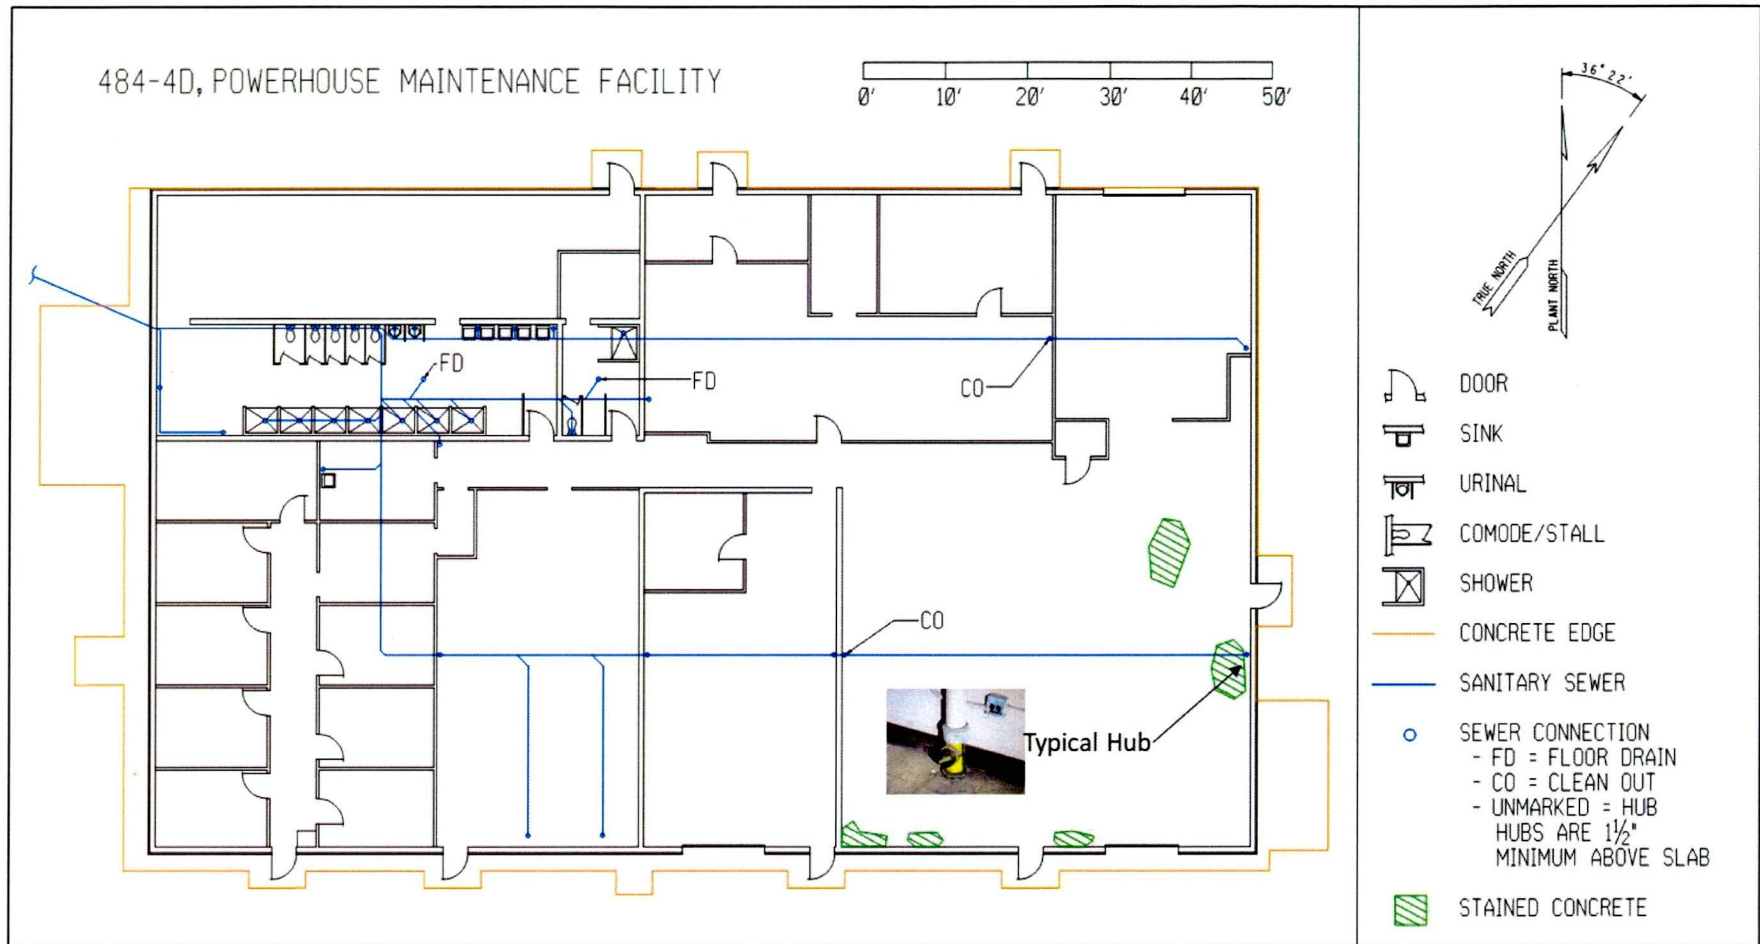 484-4D, POWERHOUSE MAINTENANCE FACILITY
0' 10' 20' 30' 40' 50'
36° 22'
TRUE NORTH
PLANT NORTH
FD
FD
CO
CO
Typical Hub
DOOR
SINK
URINAL
COMODE/STALL
SHOWER
CONCRETE EDGE
SANITARY SEWER
SEWER CONNECTION
- FD = FLOOR DRAIN
- CO = CLEAN OUT
- UNMARKED = HUB
HUBS ARE 1½"
MINIMUM ABOVE SLAB
STAINED CONCRETE